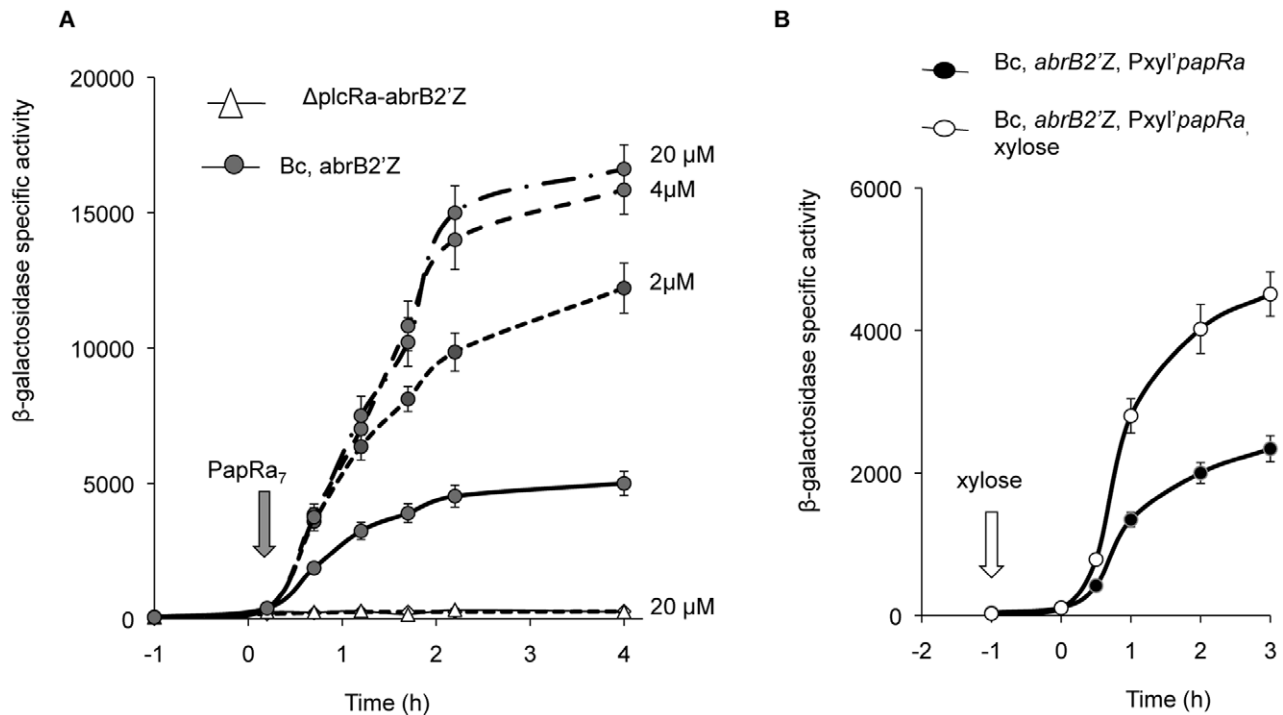 A
β-galactosidase specific activity
20000
15000
10000
5000
0
ΔplcRa-abrB2'Z
Bc, abrB2'Z
PapRa7
20 µM
4µM
2µM
20 µM
-1 0 1 2 3 4
Time (h)
B
Bc, abrB2'Z, Pxyl'papRa
Bc, abrB2'Z, Pxyl'papRa,
xylose
β-galactosidase specific activity
6000
4000
2000
0
xylose
-2 -1 0 1 2 3
Time (h)